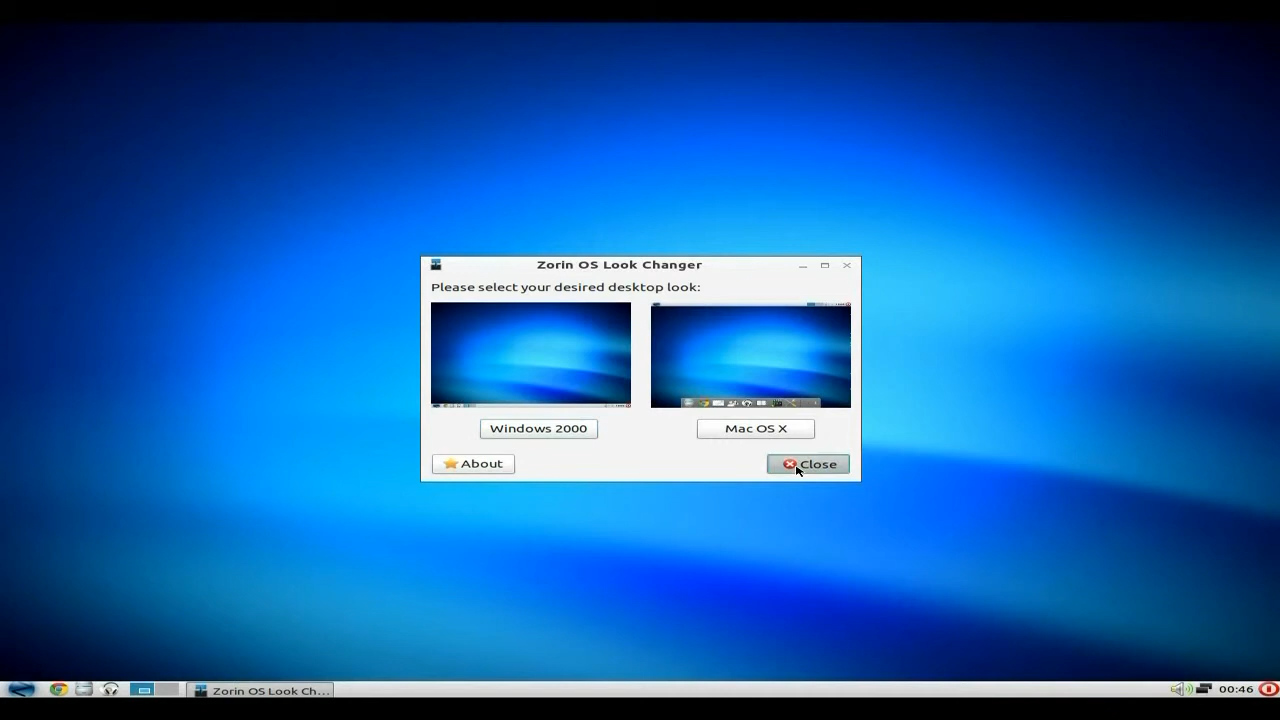 Zorin OS Look Changer
Please select your desired desktop look:
Windows 2000
Mac OS X
About
Close
Zorin OS Look Ch...
00:46